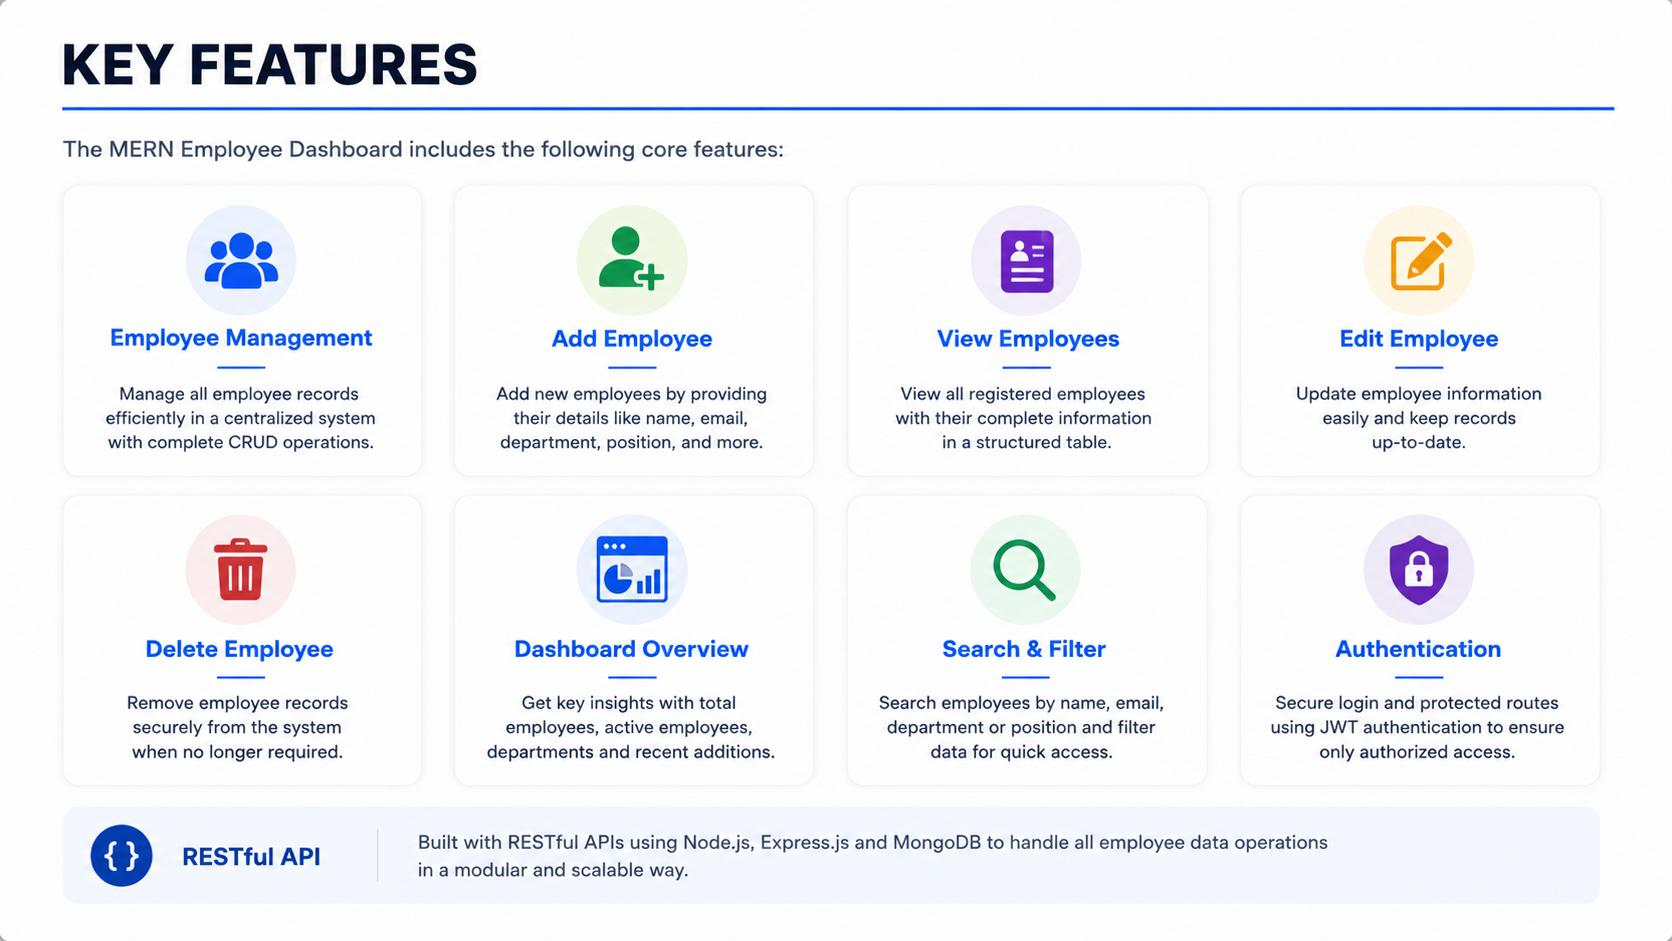 KEY FEATURES
The MERN Employee Dashboard includes the following core features:
Employee Management
Manage all employee records
efficiently in a centralized system
with complete CRUD operations.
Add Employee
Add new employees by providing
their details like name, email,
department, position, and more.
View Employees
View all registered employees
with their complete information
in a structured table.
Edit Employee
Update employee information
easily and keep records
up-to-date.
Delete Employee
Remove employee records
securely from the system
when no longer required.
Dashboard Overview
Get key insights with total
employees, active employees,
departments and recent additions.
Search & Filter
Search employees by name, email,
department or position and filter
data for quick access.
Authentication
Secure login and protected routes
using JWT authentication to ensure
only authorized access.
{ }
RESTful API
Built with RESTful APIs using Node.js, Express.js and MongoDB to handle all employee data operations
in a modular and scalable way.